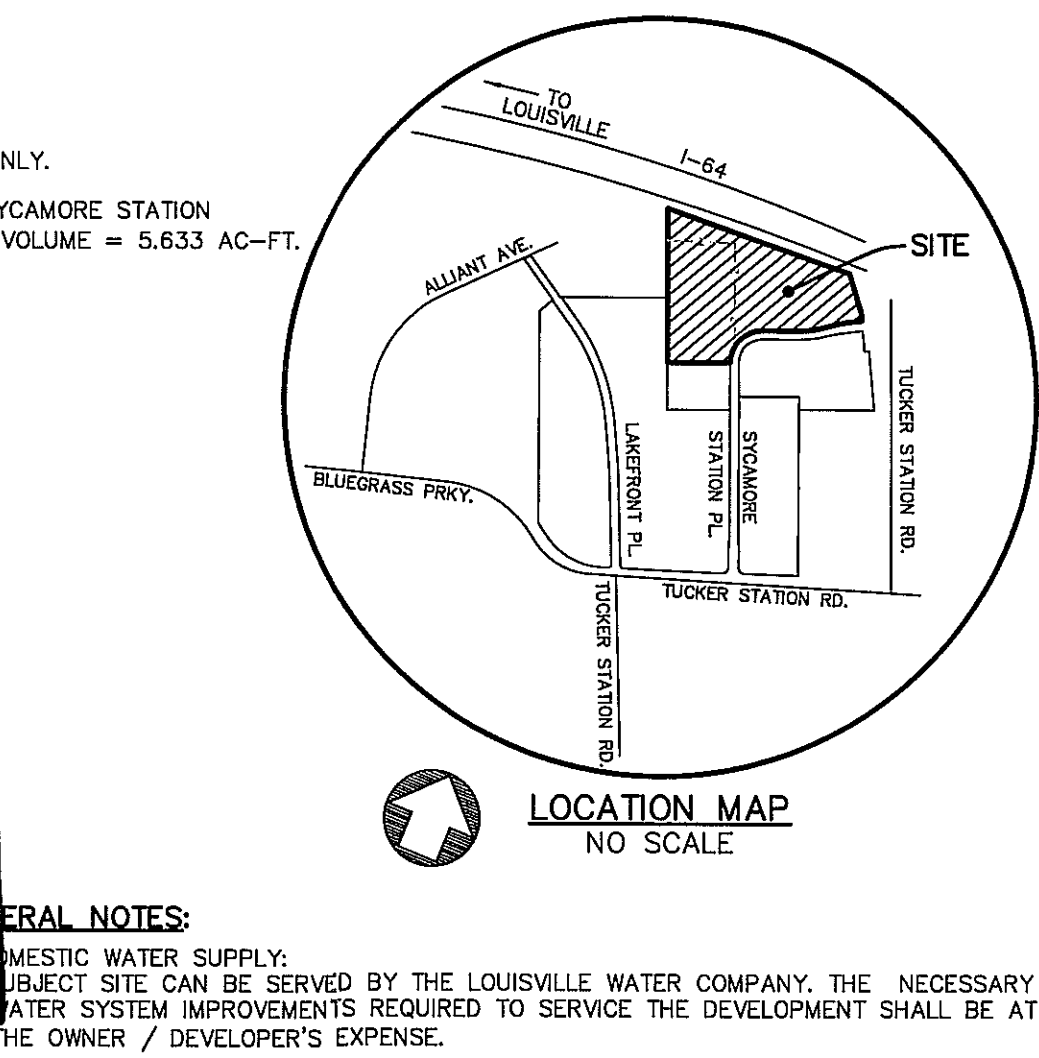 NLY.
YCAMORE STATION
VOLUME = 5.633 AC-FT.
TO
LOUISVILLE
I-64
SITE
ALLIANT AVE.
TUCKER STATION RD.
LAKEFRONT PL.
STATION PL.
SYCAMORE
BLUEGRASS PRKY.
TUCKER STATION RD.
TUCKER STATION RD.
LOCATION MAP
NO SCALE
ERAL NOTES:
OMESTIC WATER SUPPLY:
UBJECT SITE CAN BE SERVED BY THE LOUISVILLE WATER COMPANY. THE NECESSARY
ATER SYSTEM IMPROVEMENTS REQUIRED TO SERVICE THE DEVELOPMENT SHALL BE AT
THE OWNER / DEVELOPER'S EXPENSE.